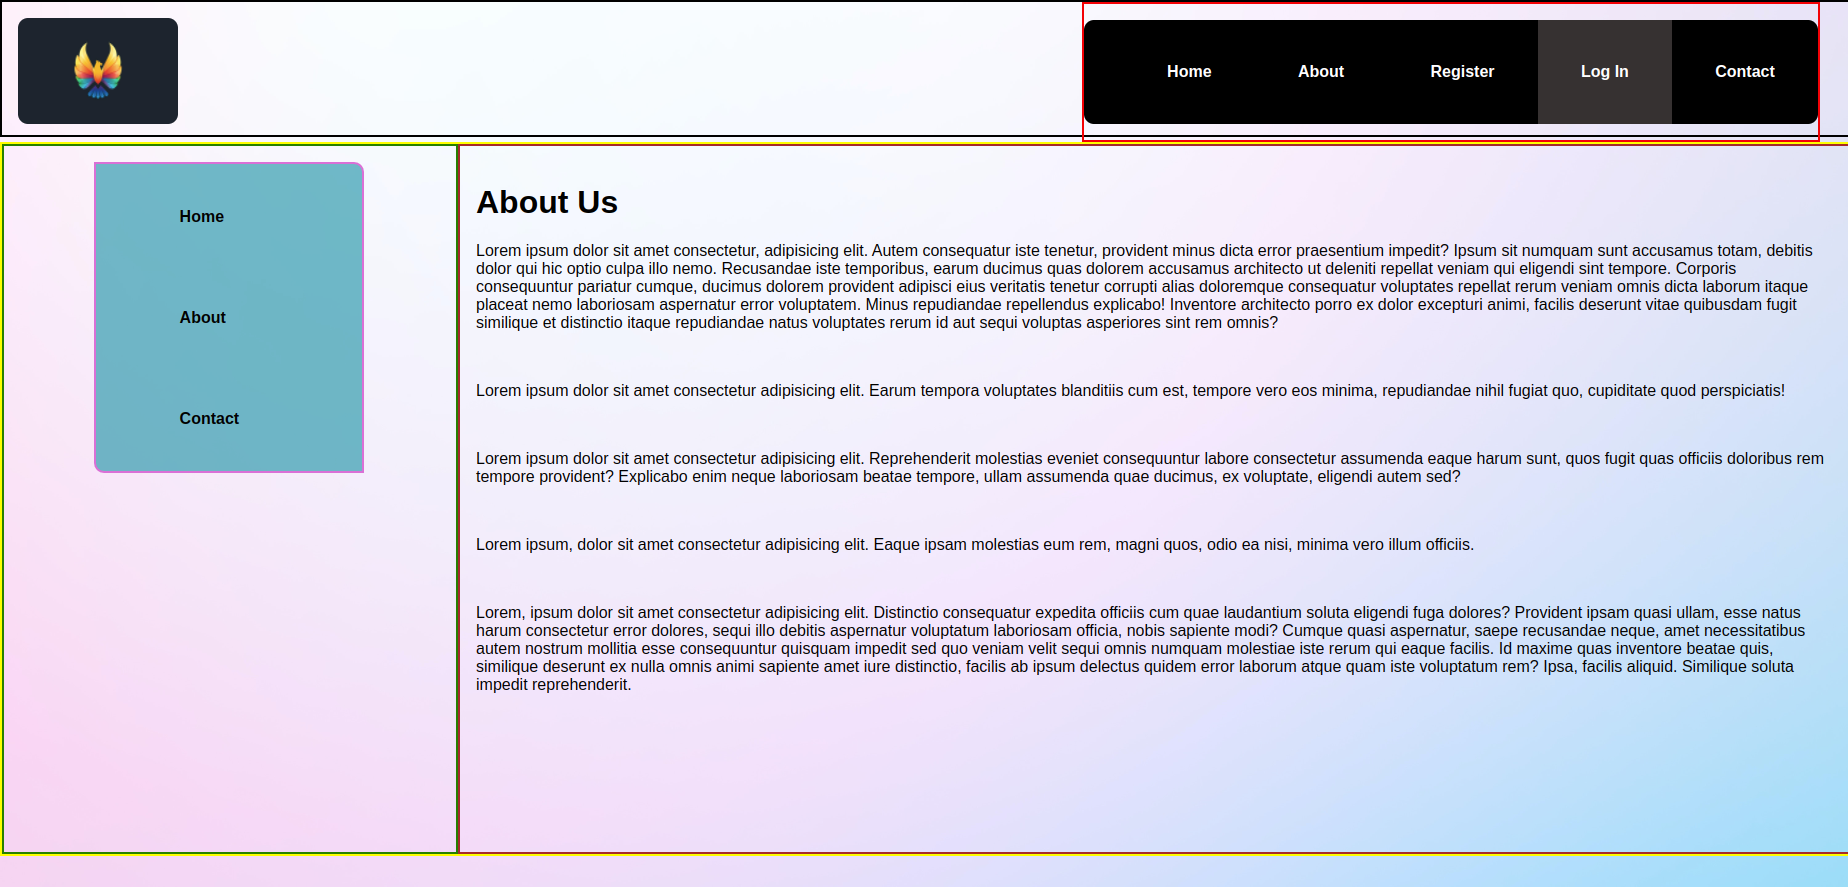 Home
About
Register
Log In
Contact
Home
About
Contact
About Us
Lorem ipsum dolor sit amet consectetur, adipisicing elit. Autem consequatur iste tenetur, provident minus dicta error praesentium impedit? Ipsum sit numquam sunt accusamus totam, debitis
dolor qui hic optio culpa illo nemo. Recusandae iste temporibus, earum ducimus quas dolorem accusamus architecto ut deleniti repellat veniam qui eligendi sint tempore. Corporis
consequuntur pariatur cumque, ducimus dolorem provident adipisci eius veritatis tenetur corrupti alias doloremque consequatur voluptates repellat rerum veniam omnis dicta laborum itaque
placeat nemo laboriosam aspernatur error voluptatem. Minus repudiandae repellendus explicabo! Inventore architecto porro ex dolor excepturi animi, facilis deserunt vitae quibusdam fugit
similique et distinctio itaque repudiandae natus voluptates rerum id aut sequi voluptas asperiores sint rem omnis?
Lorem ipsum dolor sit amet consectetur adipisicing elit. Earum tempora voluptates blanditiis cum est, tempore vero eos minima, repudiandae nihil fugiat quo, cupiditate quod perspiciatis!
Lorem ipsum dolor sit amet consectetur adipisicing elit. Reprehenderit molestias eveniet consequuntur labore consectetur assumenda eaque harum sunt, quos fugit quas officiis doloribus rem
tempore provident? Explicabo enim neque laboriosam beatae tempore, ullam assumenda quae ducimus, ex voluptate, eligendi autem sed?
Lorem ipsum, dolor sit amet consectetur adipisicing elit. Eaque ipsam molestias eum rem, magni quos, odio ea nisi, minima vero illum officiis.
Lorem, ipsum dolor sit amet consectetur adipisicing elit. Distinctio consequatur expedita officiis cum quae laudantium soluta eligendi fuga dolores? Provident ipsam quasi ullam, esse natus
harum consectetur error dolores, sequi illo debitis aspernatur voluptatum laboriosam officia, nobis sapiente modi? Cumque quasi aspernatur, saepe recusandae neque, amet necessitatibus
autem nostrum mollitia esse consequuntur quisquam impedit sed quo veniam velit sequi omnis numquam molestiae iste rerum qui eaque facilis. Id maxime quas inventore beatae quis,
similique deserunt ex nulla omnis animi sapiente amet iure distinctio, facilis ab ipsum delectus quidem error laborum atque quam iste voluptatum rem? Ipsa, facilis aliquid. Similique soluta
impedit reprehenderit.